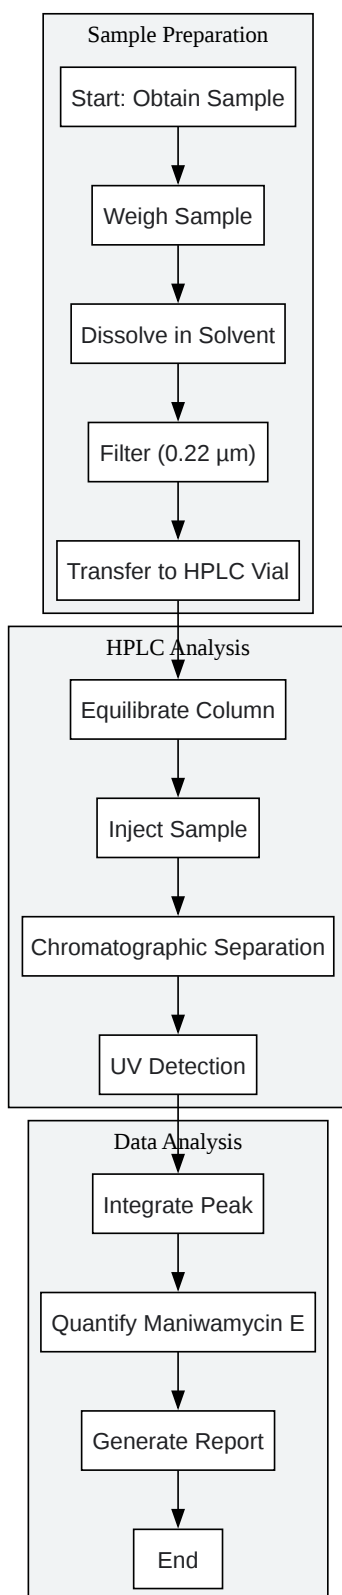 Sample Preparation
Start: Obtain Sample
Weigh Sample
Dissolve in Solvent
Filter (0.22 µm)
Transfer to HPLC Vial
HPLC Analysis
Equilibrate Column
Inject Sample
Chromatographic Separation
UV Detection
Data Analysis
Integrate Peak
Quantify Maniwamycin E
Generate Report
End